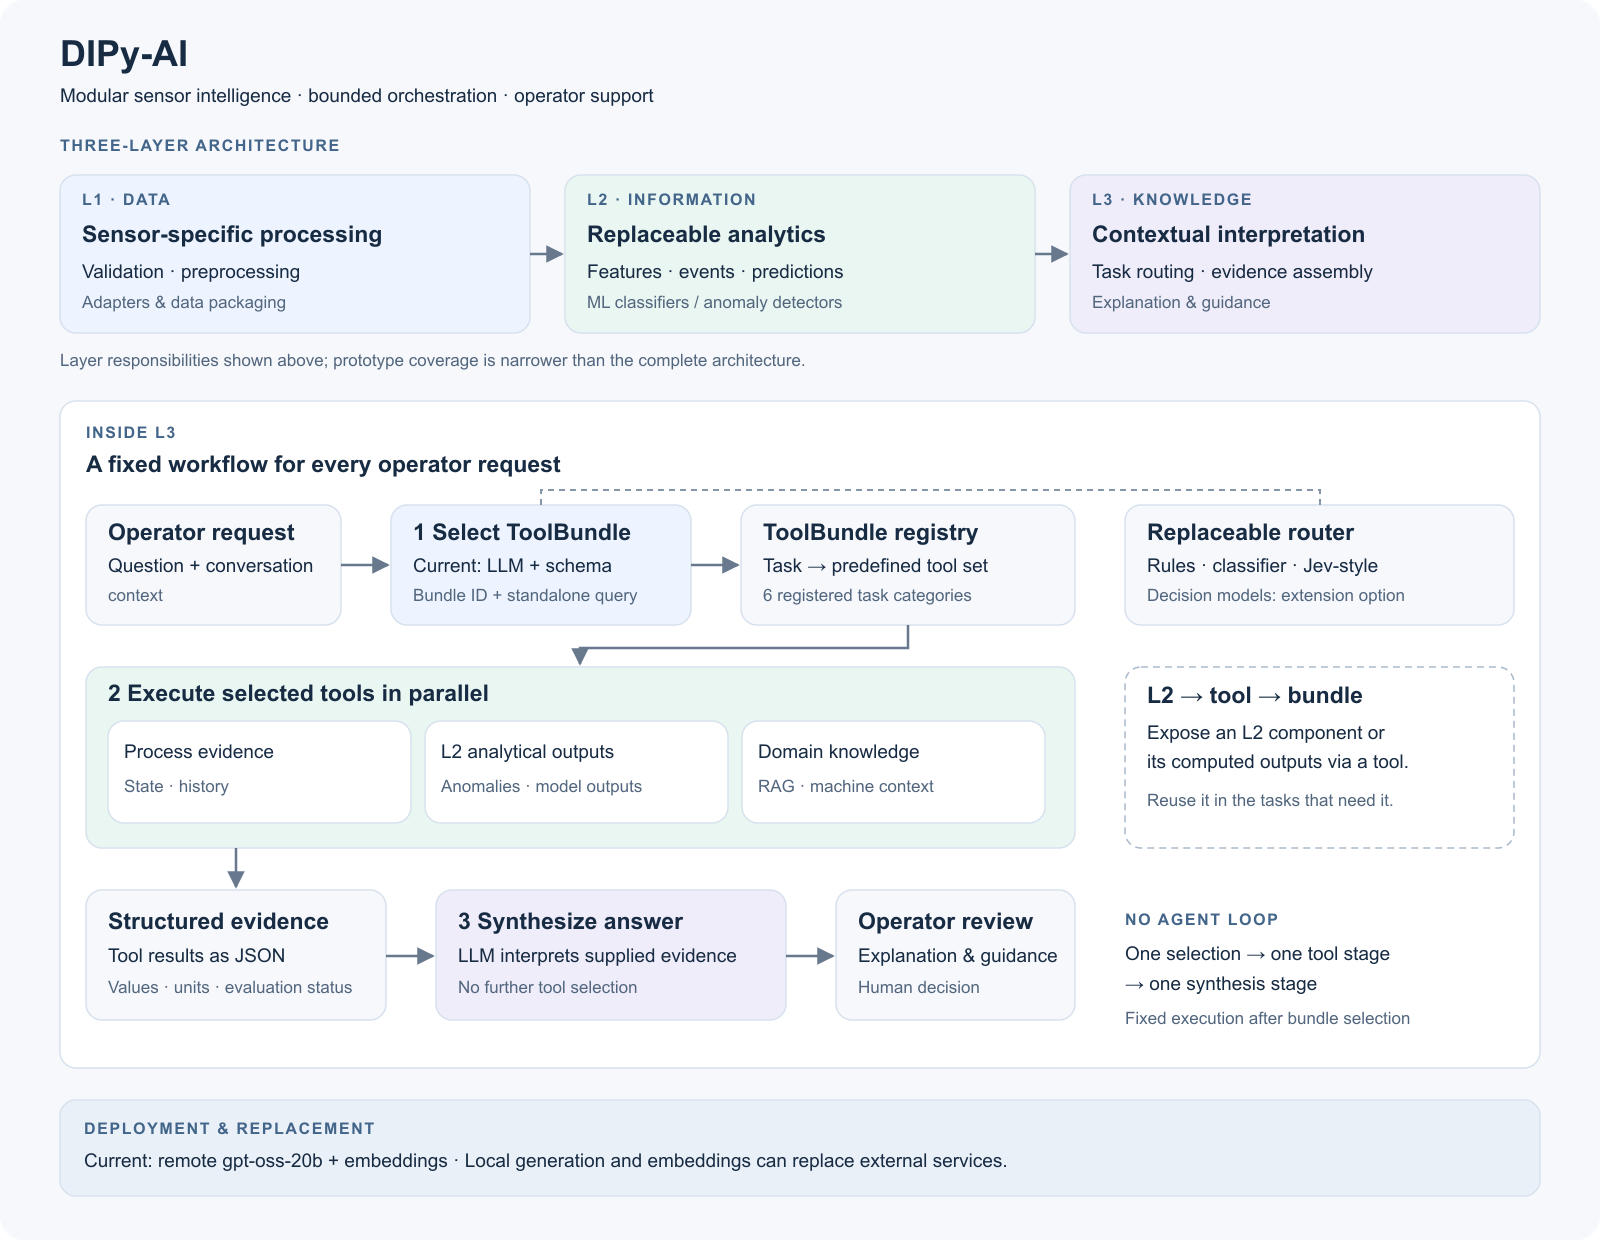 DIPy-AI
Modular sensor intelligence · bounded orchestration · operator support
THREE-LAYER ARCHITECTURE
L1 · DATA
Sensor-specific processing
Validation · preprocessing
Adapters & data packaging
L2 · INFORMATION
Replaceable analytics
Features · events · predictions
ML classifiers / anomaly detectors
L3 · KNOWLEDGE
Contextual interpretation
Task routing · evidence assembly
Explanation & guidance
Layer responsibilities shown above; prototype coverage is narrower than the complete architecture.
INSIDE L3
A fixed workflow for every operator request
Operator request
Question + conversation
context
1 Select ToolBundle
Current: LLM + schema
Bundle ID + standalone query
ToolBundle registry
Task → predefined tool set
6 registered task categories
Replaceable router
Rules · classifier · Jev-style
Decision models: extension option
2 Execute selected tools in parallel
Process evidence
State · history
L2 analytical outputs
Anomalies · model outputs
Domain knowledge
RAG · machine context
L2 → tool → bundle
Expose an L2 component or
its computed outputs via a tool.
Reuse it in the tasks that need it.
Structured evidence
Tool results as JSON
Values · units · evaluation status
3 Synthesize answer
LLM interprets supplied evidence
No further tool selection
Operator review
Explanation & guidance
Human decision
NO AGENT LOOP
One selection → one tool stage
→ one synthesis stage
Fixed execution after bundle selection
DEPLOYMENT & REPLACEMENT
Current: remote gpt-oss-20b + embeddings · Local generation and embeddings can replace external services.